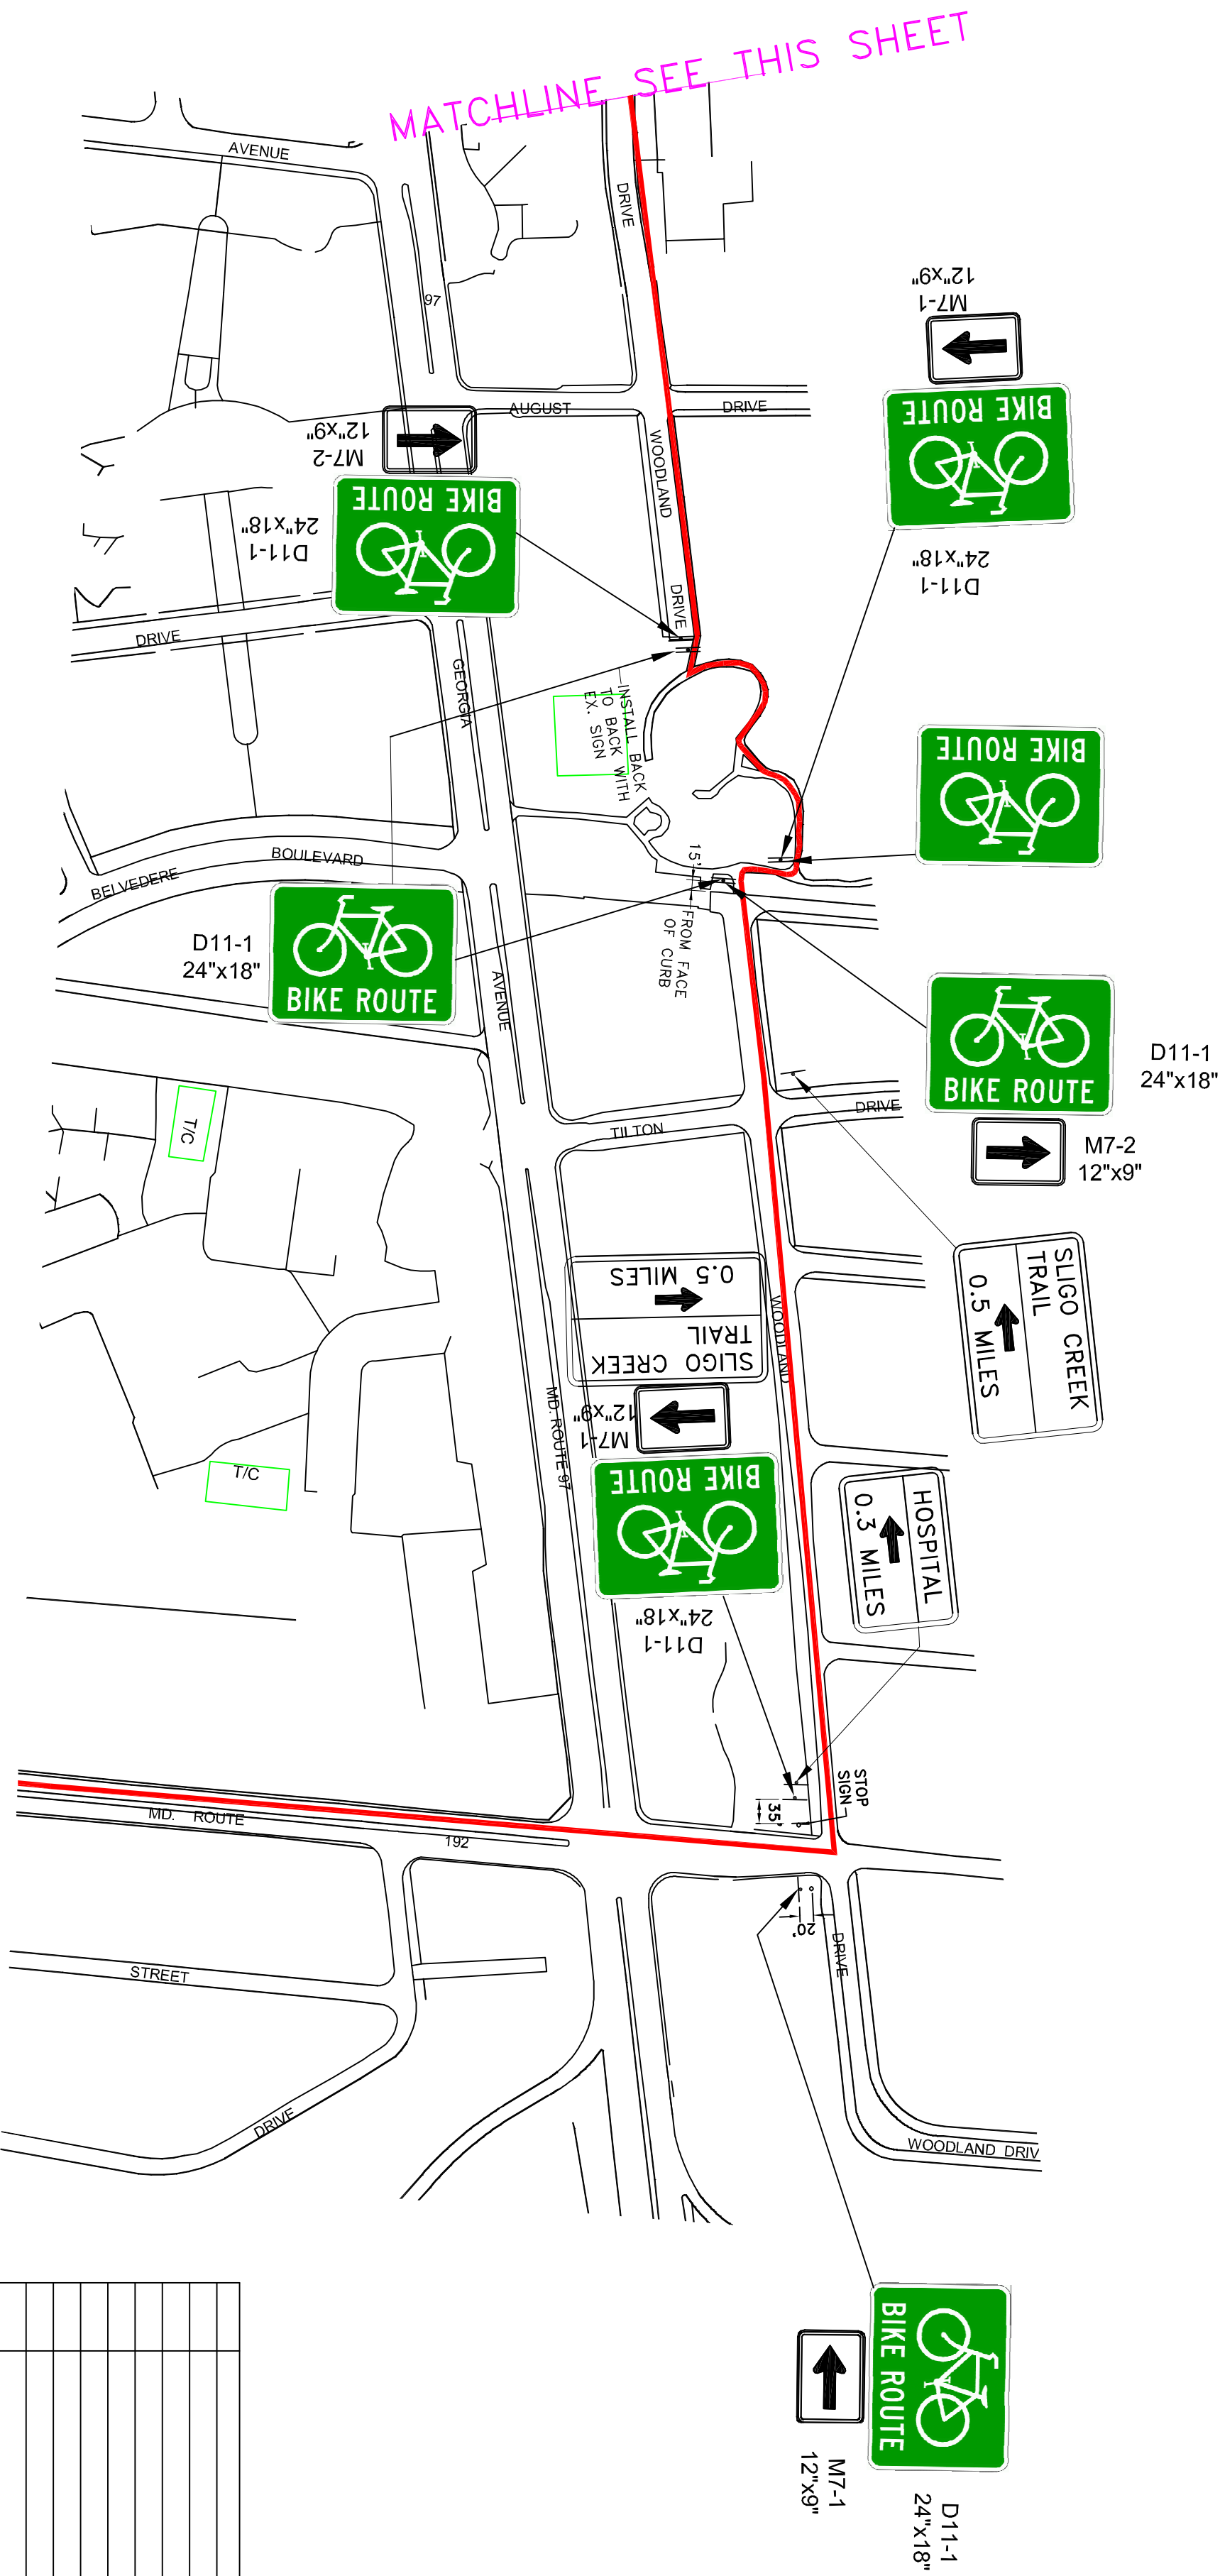 MATCHLINE SEE THIS SHEET
AVENUE
DRIVE
97
M7-1
12"x9"
BIKE ROUTE
D11-1
24"x18"
AUGUST
DRIVE
M7-2
12"x9"
BIKE ROUTE
D11-1
24"x18"
WOODLAND
DRIVE
DRIVE
GEORGIA
INSTALL BACK
TO BACK WITH
EX. SIGN
BIKE ROUTE
BELVEDERE
BOULEVARD
15'
FROM FACE
OF CURB
D11-1
24"x18"
BIKE ROUTE
AVENUE
BIKE ROUTE
D11-1
24"x18"
M7-2
12"x9"
T/C
TILTON
DRIVE
SLIGO CREEK
TRAIL
0.5 MILES
SLIGO CREEK
TRAIL
0.5 MILES
WOODLAND
MD. ROUTE 97
M7-1
12"x9"
BIKE ROUTE
D11-1
24"x18"
T/C
HOSPITAL
0.3 MILES
STOP
SIGN
35'
MD. ROUTE
192
20'
DRIVE
STREET
DRIVE
WOODLAND DRIV
BIKE ROUTE
M7-1
12"x9"
D11-1
24"x18"